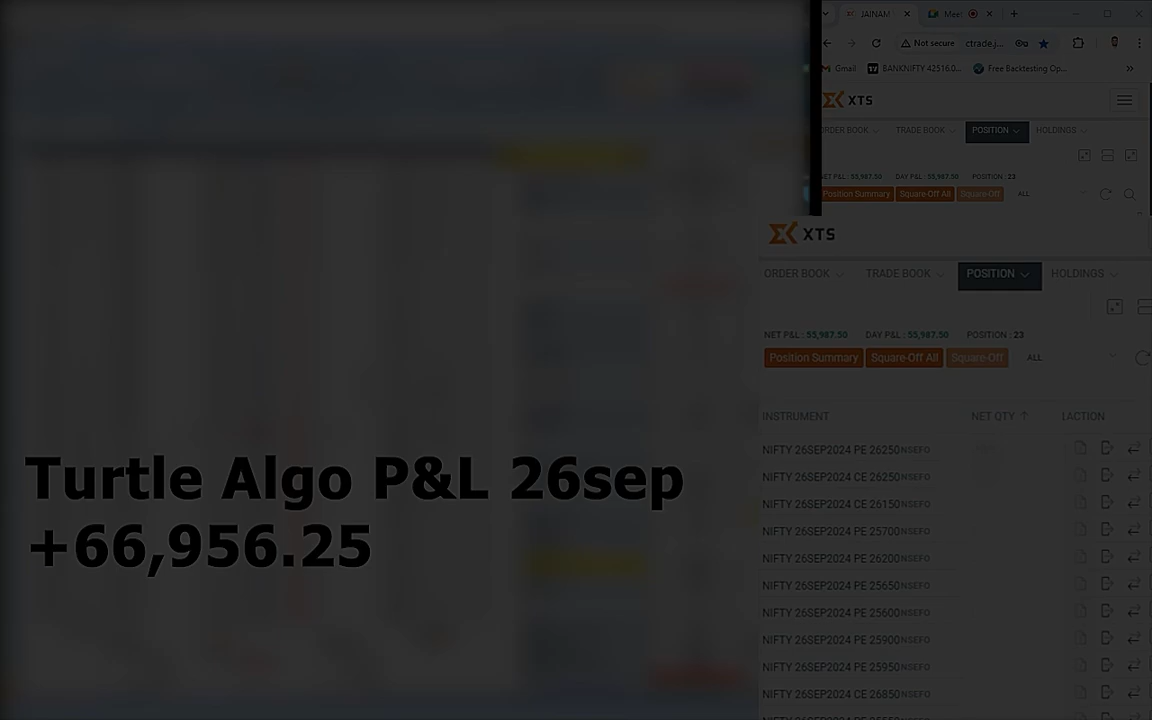 JAINAM
Meet
Not secure
ctrade.j...
Gmail
BANKNIFTY 42516.0...
Free Backtesting Op...
»
XTS
ORDER BOOK
TRADE BOOK
POSITION
HOLDINGS
NET P&L : 55,987.50
DAY P&L : 55,987.50
POSITION : 23
Position Summary
Square-Off All
Square-Off
ALL
XTS
ORDER BOOK
TRADE BOOK
POSITION
HOLDINGS
NET P&L : 55,987.50
DAY P&L : 55,987.50
POSITION : 23
Position Summary
Square-Off All
Square-Off
ALL
INSTRUMENT
NET QTY
ACTION
NIFTY 26SEP2024 PE 26250 NSEFO
NIFTY 26SEP2024 CE 26250 NSEFO
NIFTY 26SEP2024 CE 26150 NSEFO
NIFTY 26SEP2024 PE 25700 NSEFO
NIFTY 26SEP2024 PE 26200 NSEFO
NIFTY 26SEP2024 PE 25650 NSEFO
NIFTY 26SEP2024 PE 25600 NSEFO
NIFTY 26SEP2024 PE 25900 NSEFO
NIFTY 26SEP2024 PE 25950 NSEFO
NIFTY 26SEP2024 CE 26850 NSEFO
Turtle Algo P&L 26sep
+66,956.25